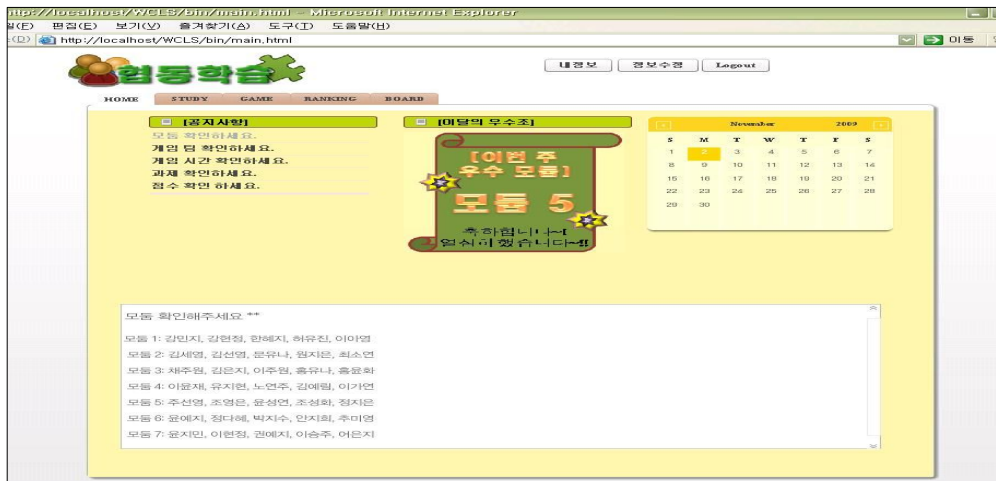 http://localhost/WCLS/bin/main.html - Microsoft Internet Explorer
(F) 편집(E) 보기(V) 즐겨찾기(A) 도구(T) 도움말(H)
(D) http://localhost/WCLS/bin/main.html 이동
협동학습
내정보 정보수정 Logout
HOME STUDY GAME RANKING BOARD
[공지사항]
모둠 확인하세요.
게임 팀 확인하세요.
게임 시간 확인하세요.
과제 확인하세요.
점수 확인 하세요.
[이달의 우수조]
[이번 주
우수 모둠]
모둠 5
축하합니다~!
열심히 했습니다~!!
November 2009
S M T W T F S
1 2 3 4 5 6 7
8 9 10 11 12 13 14
15 16 17 18 19 20 21
22 23 24 25 26 27 28
29 30
모둠 확인해주세요 **
모둠 1: 강민지, 강현정, 한혜지, 허유진, 이미영
모둠 2: 김세영, 김선영, 문유나, 원지은, 최소연
모둠 3: 채주원, 김은지, 이주원, 홍유나, 홍윤화
모둠 4: 이윤재, 유지현, 노연주, 김예림, 이가연
모둠 5: 주선영, 조영은, 윤성연, 조성화, 정지은
모둠 6: 윤예지, 정다혜, 박지수, 안지희, 추미영
모둠 7: 윤지민, 이현정, 권예지, 이승주, 어은지